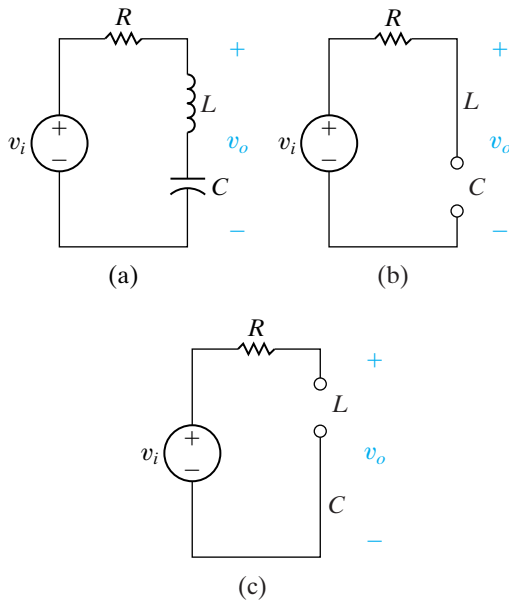 R
R
+
+
L
L
+
−
v_i
v_o
+
−
v_i
v_o
C
C
−
−
(a)
(b)
R
+
L
+
−
v_i
v_o
C
−
(c)